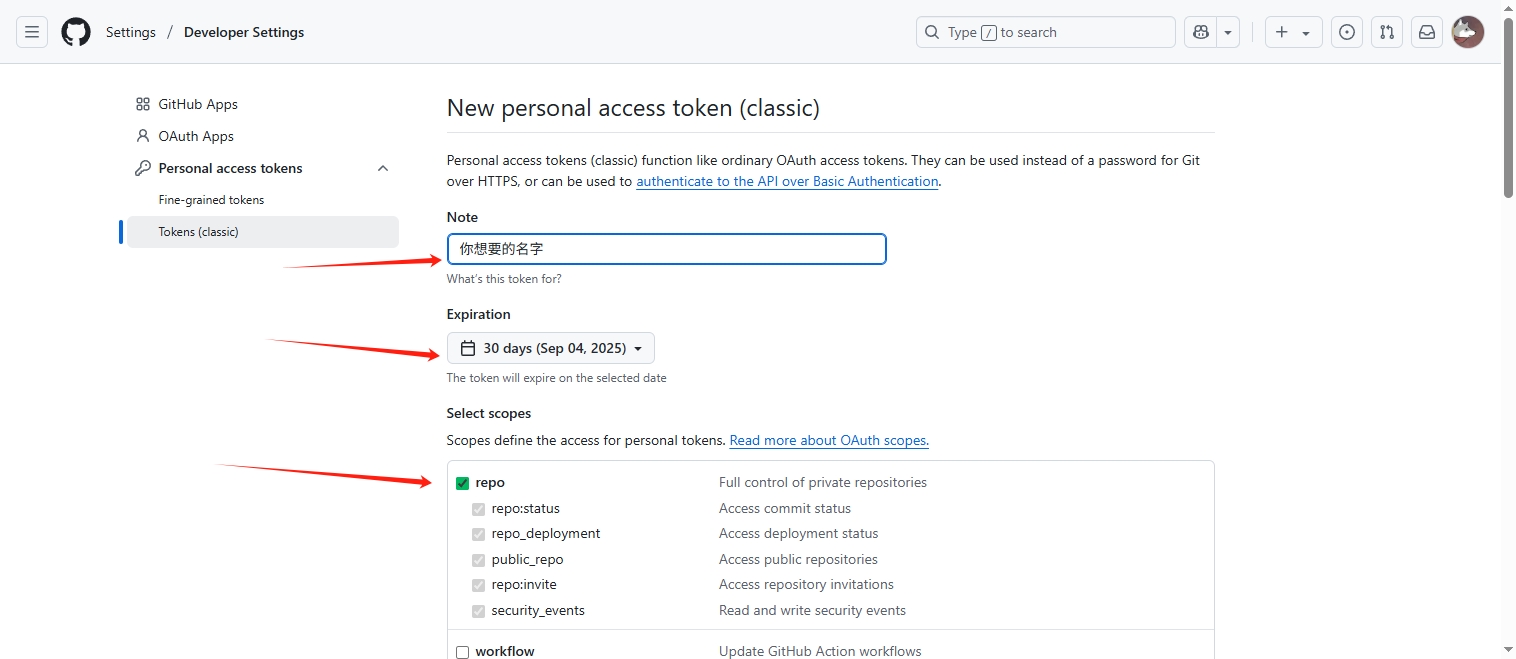 Settings / Developer Settings
Type / to search
GitHub Apps
OAuth Apps
Personal access tokens
Fine-grained tokens
Tokens (classic)
New personal access token (classic)
Personal access tokens (classic) function like ordinary OAuth access tokens. They can be used instead of a password for Git
over HTTPS, or can be used to authenticate to the API over Basic Authentication.
Note
你想要的名字
What's this token for?
Expiration
30 days (Sep 04, 2025)
The token will expire on the selected date
Select scopes
Scopes define the access for personal tokens. Read more about OAuth scopes.
repo Full control of private repositories
repo:status Access commit status
repo_deployment Access deployment status
public_repo Access public repositories
repo:invite Access repository invitations
security_events Read and write security events
workflow Update GitHub Action workflows